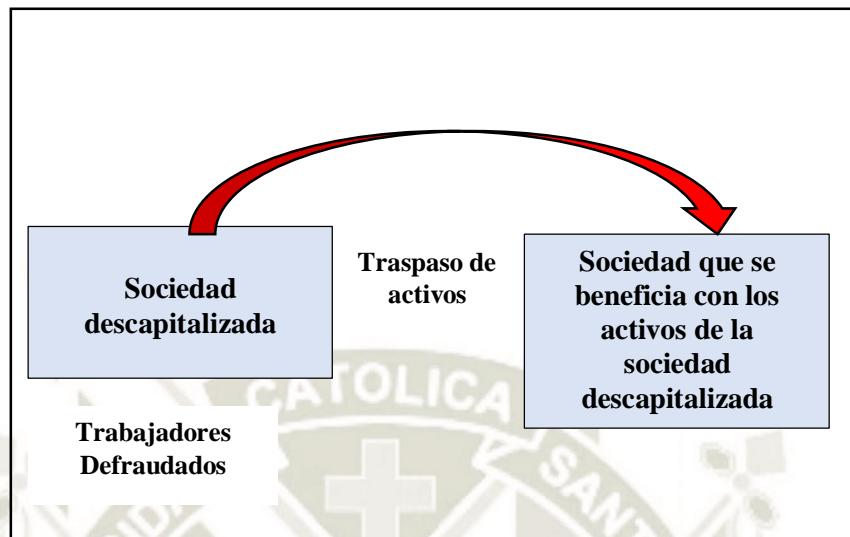 Sociedad
descapitalizada
Traspaso de
activos
Sociedad que se
beneficia con los
activos de la
sociedad
descapitalizada
Trabajadores
Defraudados
CATOLICA
SANT